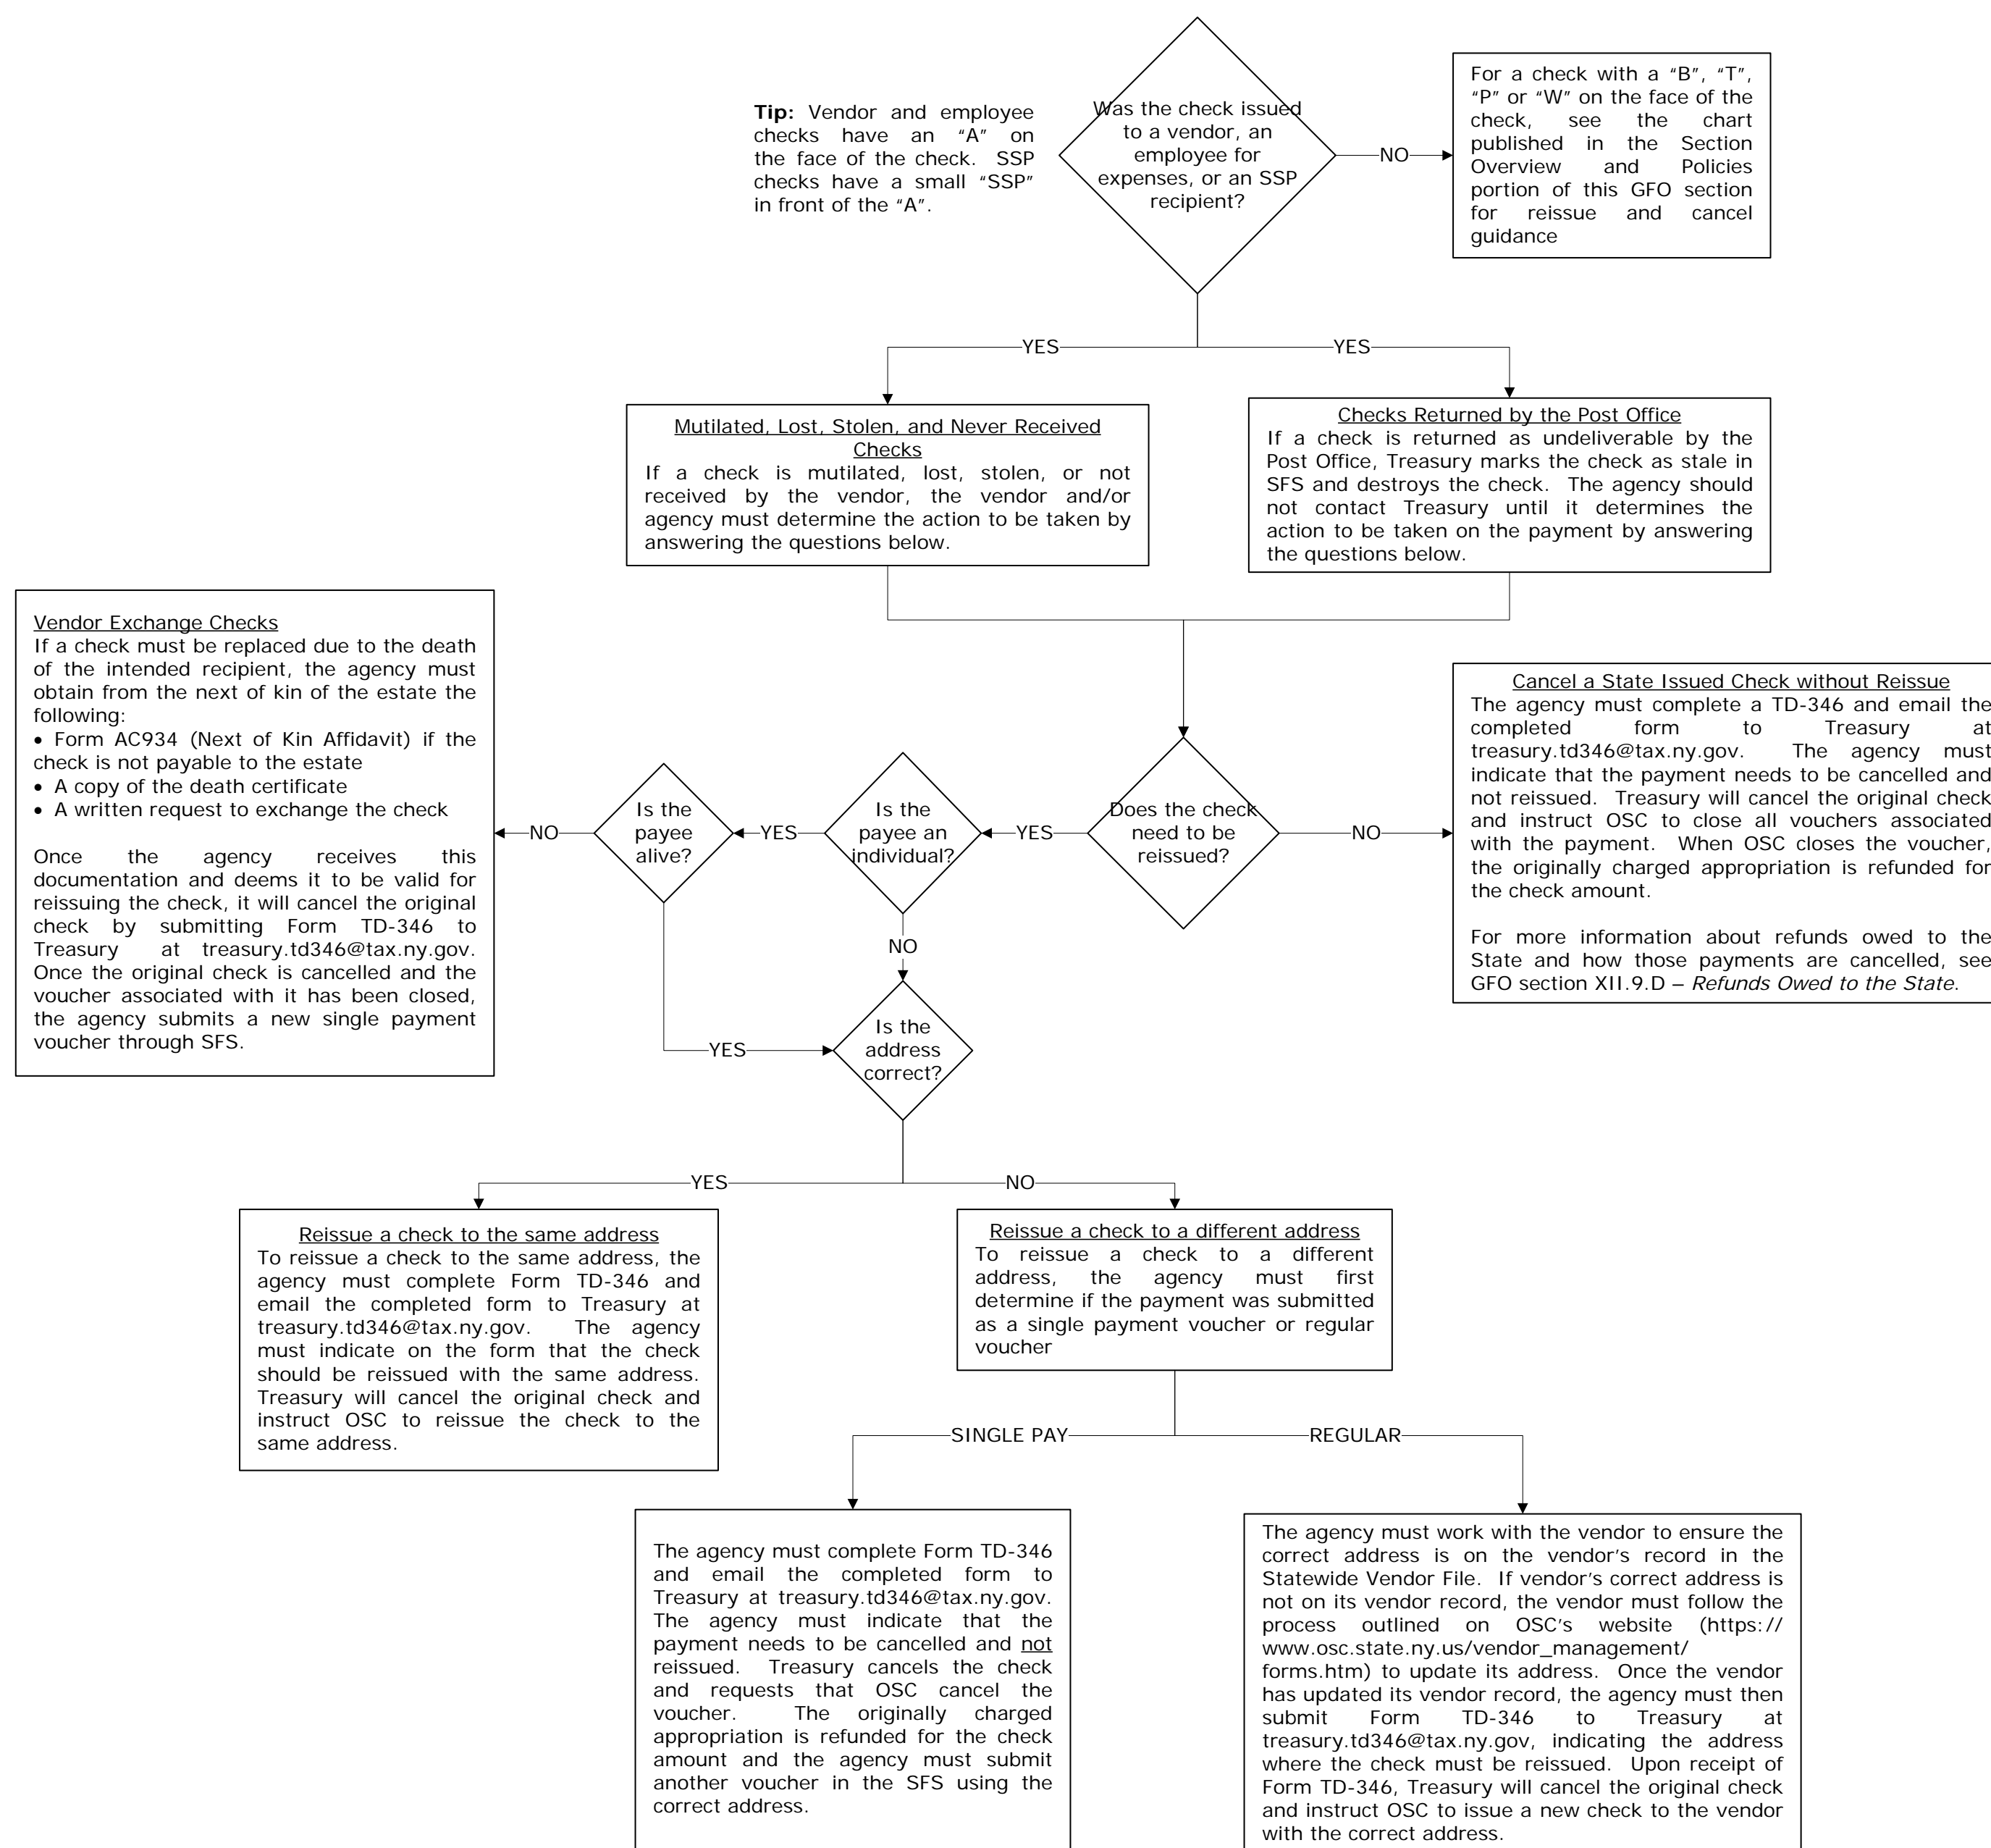 Tip: Vendor and employee
checks have an “A” on
the face of the check. SSP
checks have a small “SSP”
in front of the “A”.
Was the check issued
to a vendor, an
employee for
expenses, or an SSP
recipient?
NO
For a check with a “B”, “T”,
“P” or “W” on the face of the
check, see the chart
published in the Section
Overview and Policies
portion of this GFO section
for reissue and cancel
guidance
YES
YES
Mutilated, Lost, Stolen, and Never Received
Checks
If a check is mutilated, lost, stolen, or not
received by the vendor, the vendor and/or
agency must determine the action to be taken by
answering the questions below.
Checks Returned by the Post Office
If a check is returned as undeliverable by the
Post Office, Treasury marks the check as stale in
SFS and destroys the check. The agency should
not contact Treasury until it determines the
action to be taken on the payment by answering
the questions below.
Vendor Exchange Checks
If a check must be replaced due to the death
of the intended recipient, the agency must
obtain from the next of kin of the estate the
following:
• Form AC934 (Next of Kin Affidavit) if the
check is not payable to the estate
• A copy of the death certificate
• A written request to exchange the check
Once the agency receives this
documentation and deems it to be valid for
reissuing the check, it will cancel the original
check by submitting Form TD-346 to
Treasury at treasury.td346@tax.ny.gov.
Once the original check is cancelled and the
voucher associated with it has been closed,
the agency submits a new single payment
voucher through SFS.
NO
Is the
payee
alive?
YES
Is the
payee an
individual?
YES
Does the check
need to be
reissued?
NO
Cancel a State Issued Check without Reissue
The agency must complete a TD-346 and email the
completed form to Treasury at
treasury.td346@tax.ny.gov. The agency must
indicate that the payment needs to be cancelled and
not reissued. Treasury will cancel the original check
and instruct OSC to close all vouchers associated
with the payment. When OSC closes the voucher,
the originally charged appropriation is refunded for
the check amount.
For more information about refunds owed to the
State and how those payments are cancelled, see
GFO section XII.9.D – Refunds Owed to the State.
NO
YES
Is the
address
correct?
YES
NO
Reissue a check to the same address
To reissue a check to the same address, the
agency must complete Form TD-346 and
email the completed form to Treasury at
treasury.td346@tax.ny.gov. The agency
must indicate on the form that the check
should be reissued with the same address.
Treasury will cancel the original check and
instruct OSC to reissue the check to the
same address.
Reissue a check to a different address
To reissue a check to a different
address, the agency must first
determine if the payment was submitted
as a single payment voucher or regular
voucher
SINGLE PAY
REGULAR
The agency must complete Form TD-346
and email the completed form to
Treasury at treasury.td346@tax.ny.gov.
The agency must indicate that the
payment needs to be cancelled and not
reissued. Treasury cancels the check
and requests that OSC cancel the
voucher. The originally charged
appropriation is refunded for the check
amount and the agency must submit
another voucher in the SFS using the
correct address.
The agency must work with the vendor to ensure the
correct address is on the vendor’s record in the
Statewide Vendor File. If vendor’s correct address is
not on its vendor record, the vendor must follow the
process outlined on OSC’s website (https://
www.osc.state.ny.us/vendor_management/
forms.htm) to update its address. Once the vendor
has updated its vendor record, the agency must then
submit Form TD-346 to Treasury at
treasury.td346@tax.ny.gov, indicating the address
where the check must be reissued. Upon receipt of
Form TD-346, Treasury will cancel the original check
and instruct OSC to issue a new check to the vendor
with the correct address.